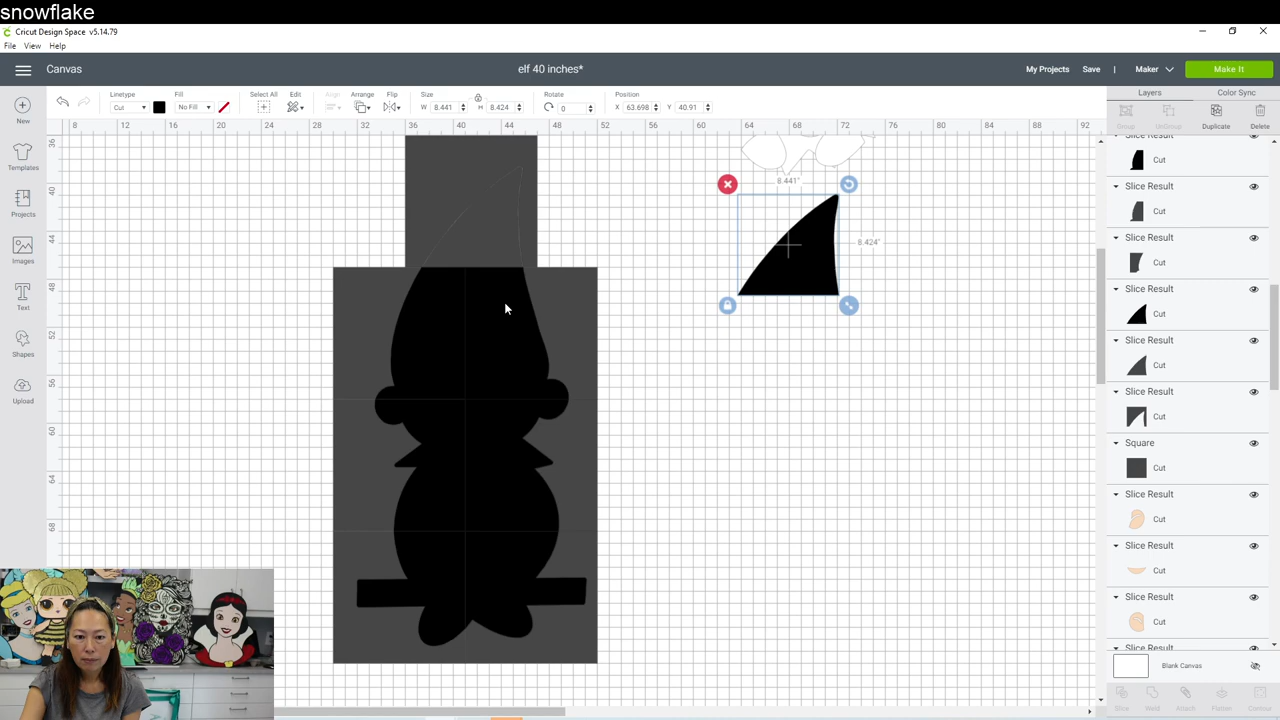 snowflake
Cricut Design Space v5.14.79
File View Help
Canvas
elf 40 inches*
My Projects Save | Maker Make It
Linetype Fill Select All Edit Align Arrange Flip Size Rotate Position
Cut No Fill W 8.441 H 8.424 0 X 63.698 Y 40.91
Layers Color Sync
Group UnGroup Duplicate Delete
8 12 16 20 24 28 32 36 40 44 48 52 56 60 64 68 72 76 80 84 88 92
36
40
44
48
52
56
60
64
68
New
Templates
Projects
Images
Text
Shapes
Upload
8.441"
8.424"
Cut
Slice Result
Cut
Slice Result
Cut
Slice Result
Cut
Slice Result
Cut
Slice Result
Cut
Square
Cut
Slice Result
Cut
Slice Result
Cut
Slice Result
Cut
Slice Result
Blank Canvas
Slice Weld Attach Flatten Contour